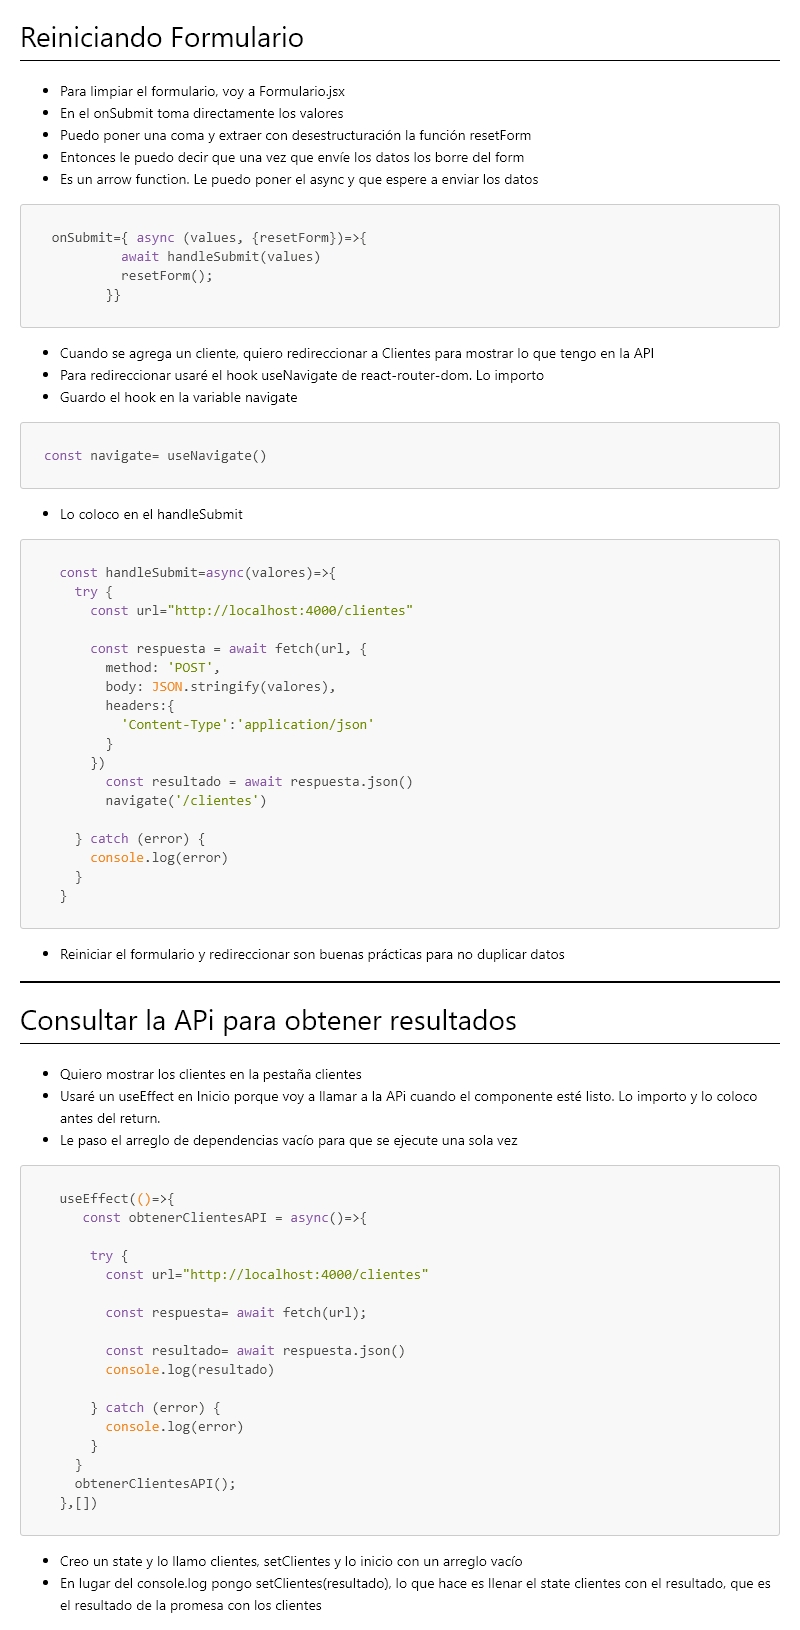 Reiniciando Formulario
Para limpiar el formulario, voy a Formulario.jsx
En el onSubmit toma directamente los valores
Puedo poner una coma y extraer con desestructuración la función resetForm
Entonces le puedo decir que una vez que envíe los datos los borre del form
Es un arrow function. Le puedo poner el async y que espere a enviar los datos
onSubmit={ async (values, {resetForm})=>{
await handleSubmit(values)
resetForm();
}}
Cuando se agrega un cliente, quiero redireccionar a Clientes para mostrar lo que tengo en la API
Para redireccionar usaré el hook useNavigate de react-router-dom. Lo importo
Guardo el hook en la variable navigate
const navigate= useNavigate()
Lo coloco en el handleSubmit
const handleSubmit=async(valores)=>{
try {
const url="http://localhost:4000/clientes"
const respuesta = await fetch(url, {
method: 'POST',
body: JSON.stringify(valores),
headers:{
'Content-Type':'application/json'
}
})
const resultado = await respuesta.json()
navigate('/clientes')
} catch (error) {
console.log(error)
}
}
Reiniciar el formulario y redireccionar son buenas prácticas para no duplicar datos
Consultar la APi para obtener resultados
Quiero mostrar los clientes en la pestaña clientes
Usaré un useEffect en Inicio porque voy a llamar a la APi cuando el componente esté listo. Lo importo y lo coloco
antes del return.
Le paso el arreglo de dependencias vacío para que se ejecute una sola vez
useEffect(()=>{
const obtenerClientesAPI = async()=>{
try {
const url="http://localhost:4000/clientes"
const respuesta= await fetch(url);
const resultado= await respuesta.json()
console.log(resultado)
} catch (error) {
console.log(error)
}
}
obtenerClientesAPI();
},[])
Creo un state y lo llamo clientes, setClientes y lo inicio con un arreglo vacío
En lugar del console.log pongo setClientes(resultado), lo que hace es llenar el state clientes con el resultado, que es
el resultado de la promesa con los clientes